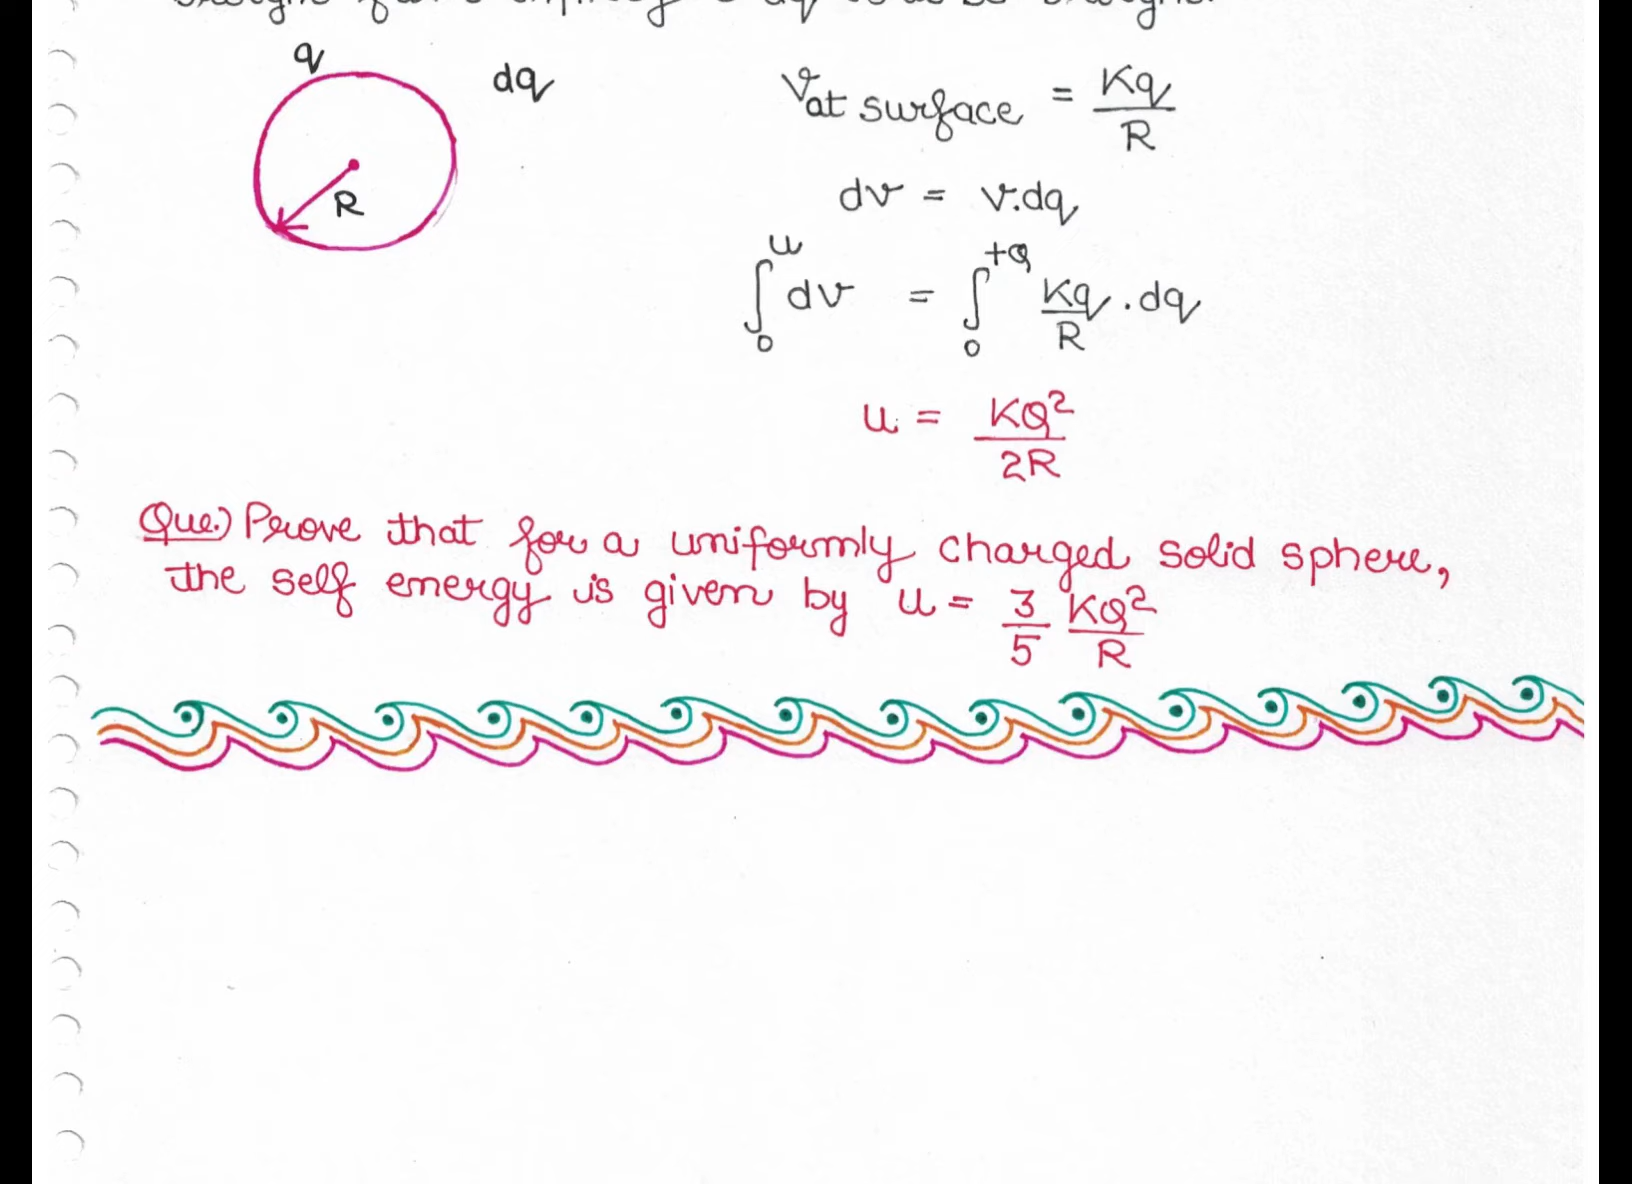 q
dq
R
V at surface = Kq/R
dv = v.dq
∫₀ᵘ dv = ∫₀⁺Q Kq/R . dq
u = KQ²/2R
Que.) Prove that for a uniformly charged solid sphere,
the self energy is given by u = 3/5 KQ²/R